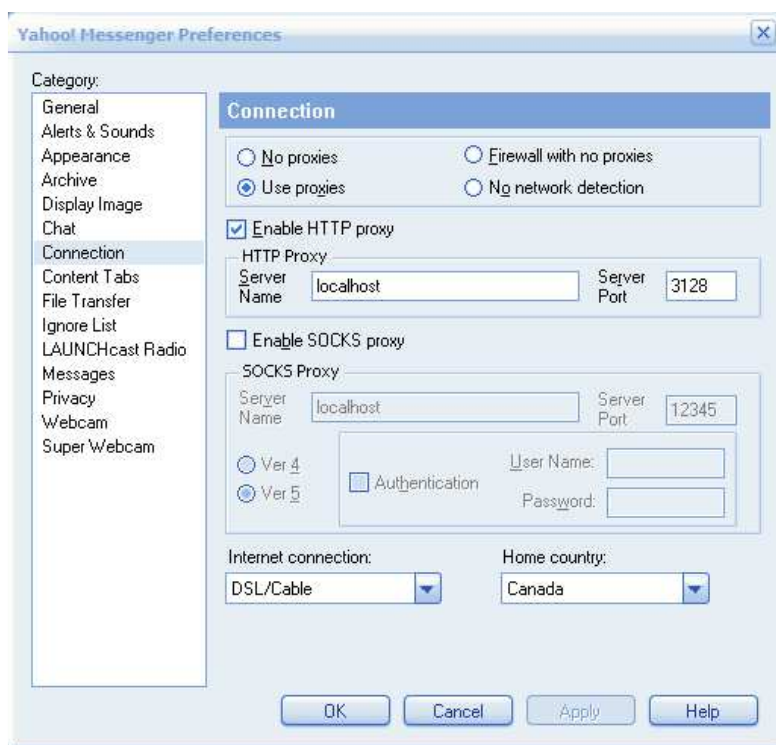 Yahoo! Messenger Preferences
Category:
General
Alerts & Sounds
Appearance
Archive
Display Image
Chat
Connection
Content Tabs
File Transfer
Ignore List
LAUNCHcast Radio
Messages
Privacy
Webcam
Super Webcam
Connection
No proxies
Firewall with no proxies
Use proxies
No network detection
Enable HTTP proxy
HTTP Proxy
Server Name
localhost
Server Port
3128
Enable SOCKS proxy
SOCKS Proxy
Server Name
localhost
Server Port
12345
Ver 4
Ver 5
Authentication
User Name:
Password:
Internet connection:
Home country:
DSL/Cable
Canada
OK
Cancel
Apply
Help